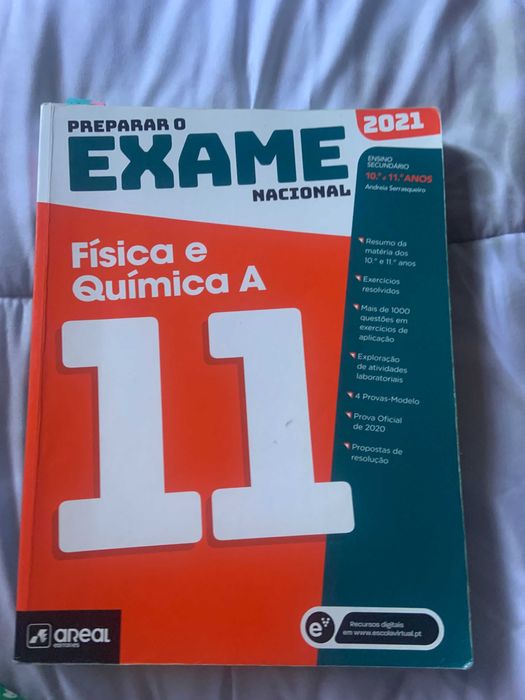 PREPARAR O
EXAME
NACIONAL
2021
ENSINO
SECUNDÁRIO
10.º e 11.º ANOS
Andreia Serrasqueiro
Física e
Química A
11
Resumo da
matéria dos
10.º e 11.º anos
Exercícios
resolvidos
Mais de 1000
questões em
exercícios de
aplicação
Exploração
de atividades
laboratoriais
4 Provas-Modelo
Prova Oficial
de 2020
Propostas de
resolução
areal
editores
e
Recursos digitais
em www.escolavirtual.pt